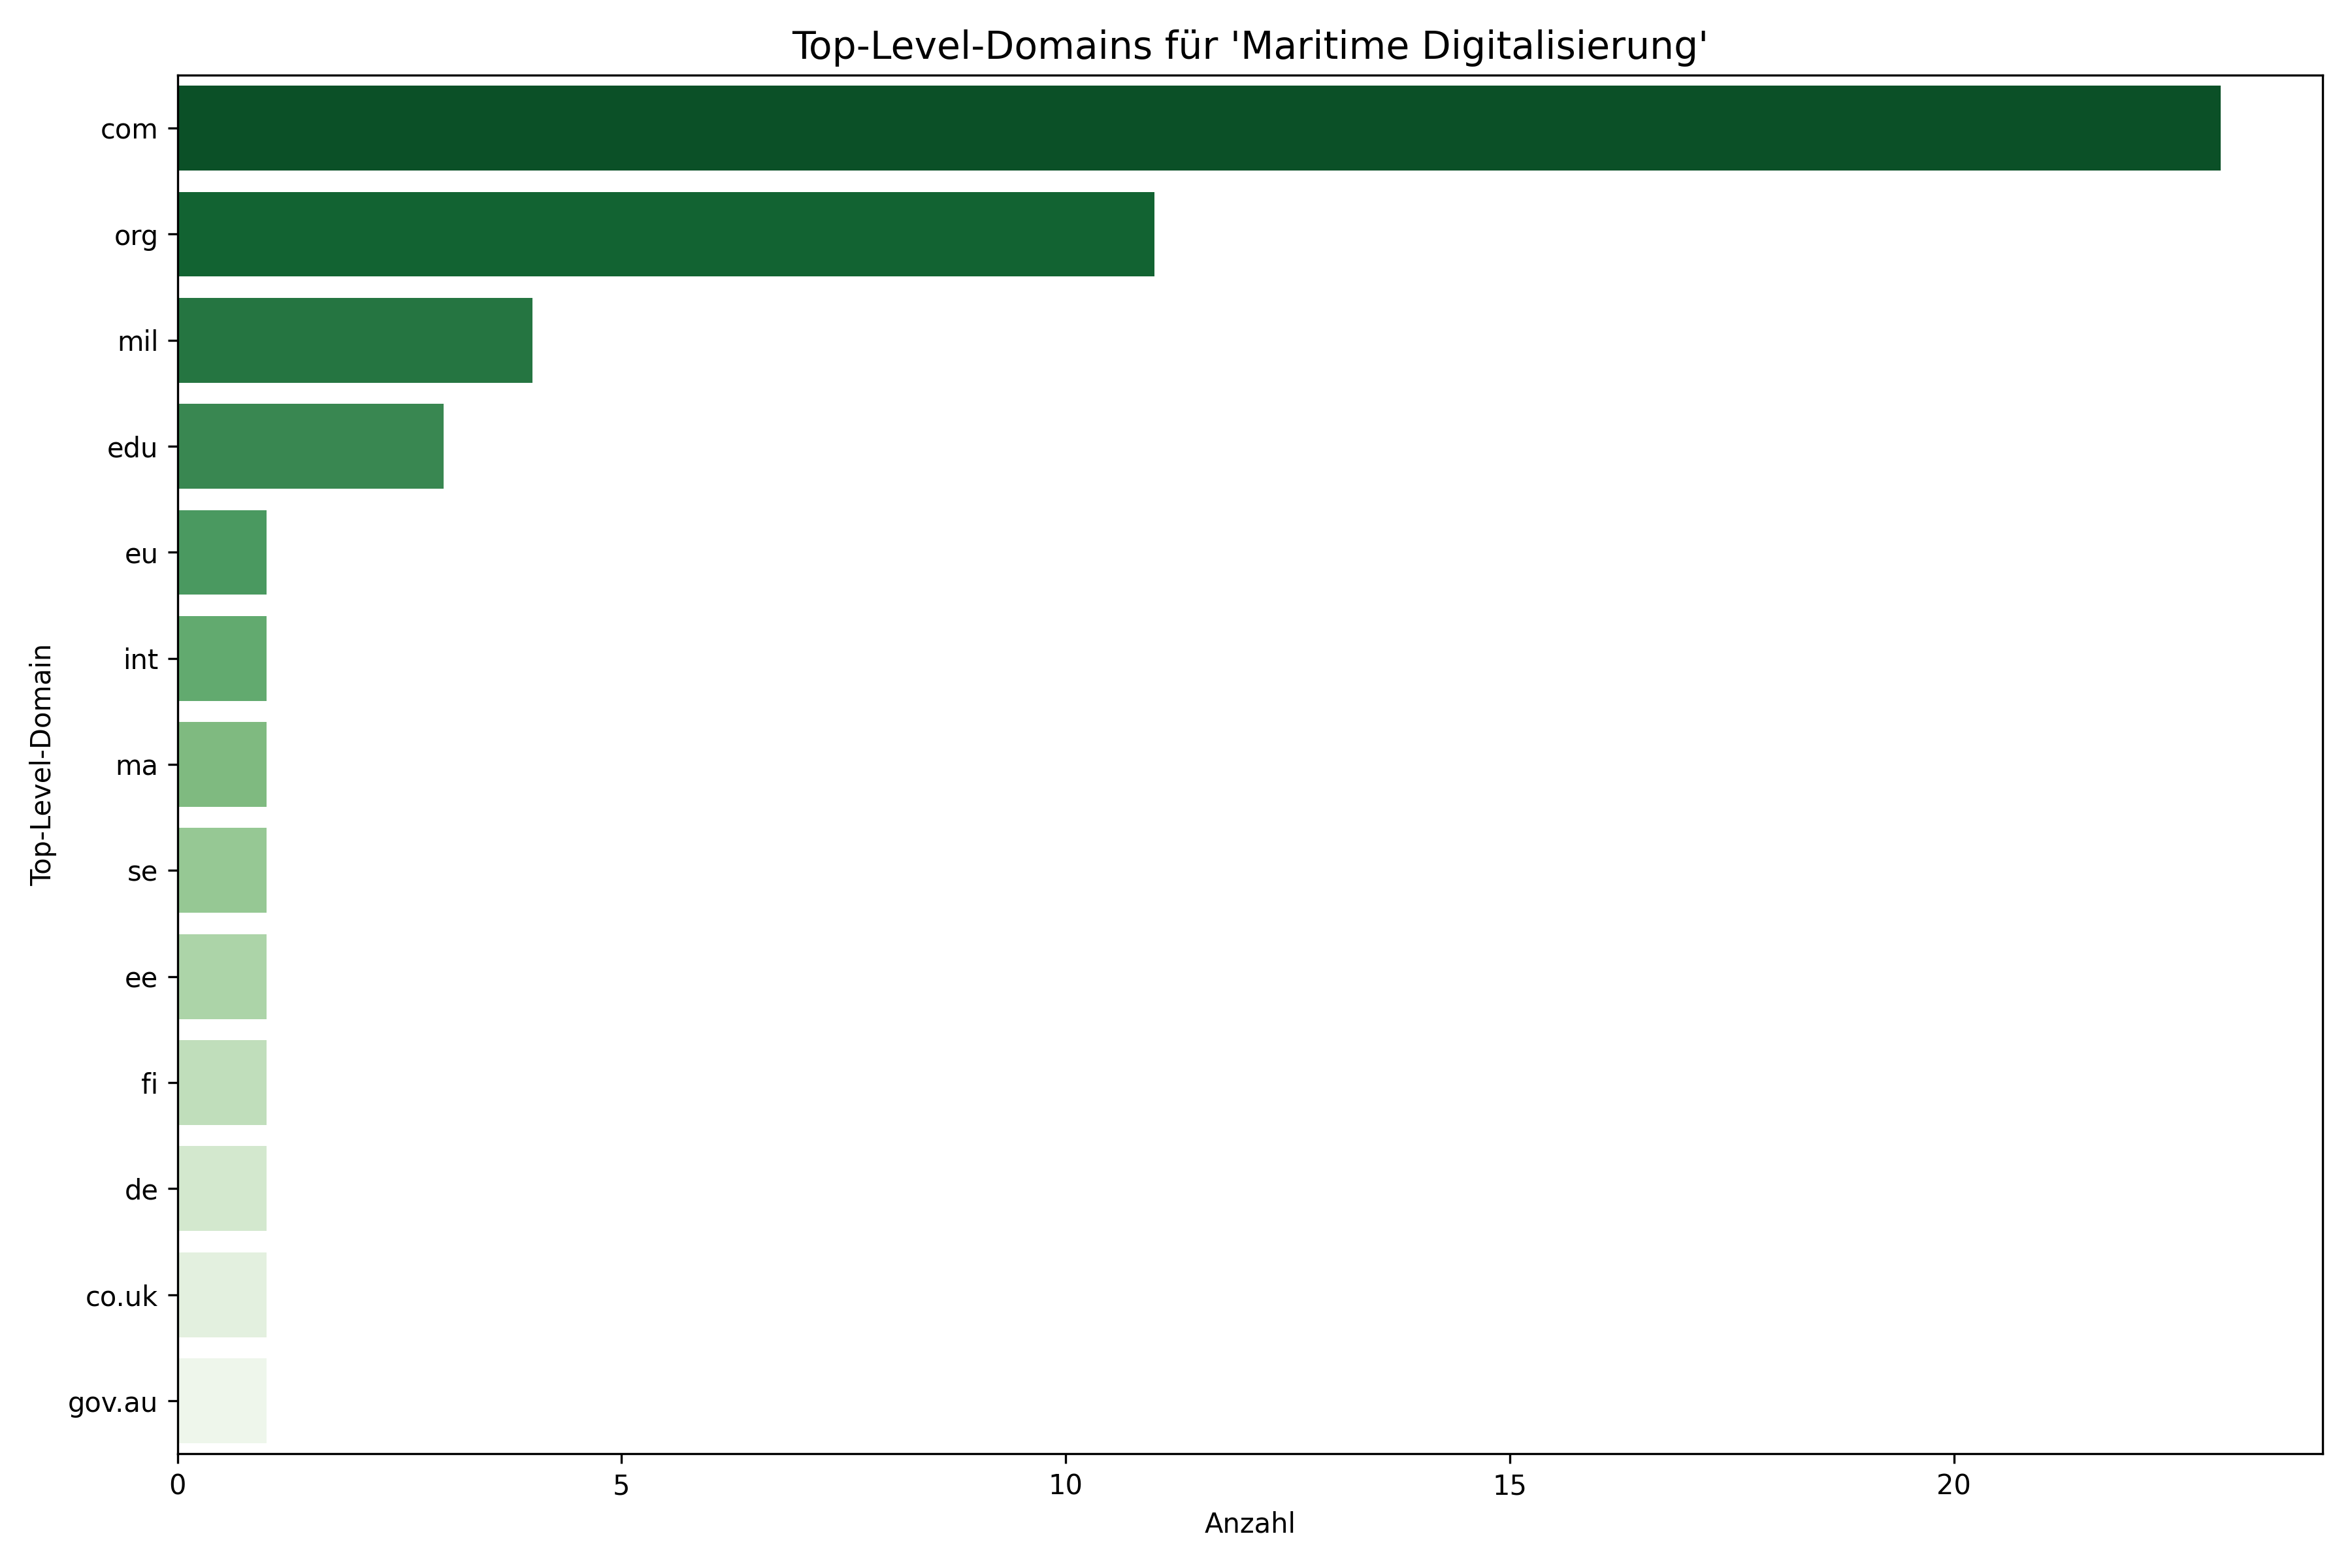 Top-Level-Domains für 'Maritime Digitalisierung'
Top-Level-Domain
com
org
mil
edu
eu
int
ma
se
ee
fi
de
co.uk
gov.au
0 5 10 15 20
Anzahl